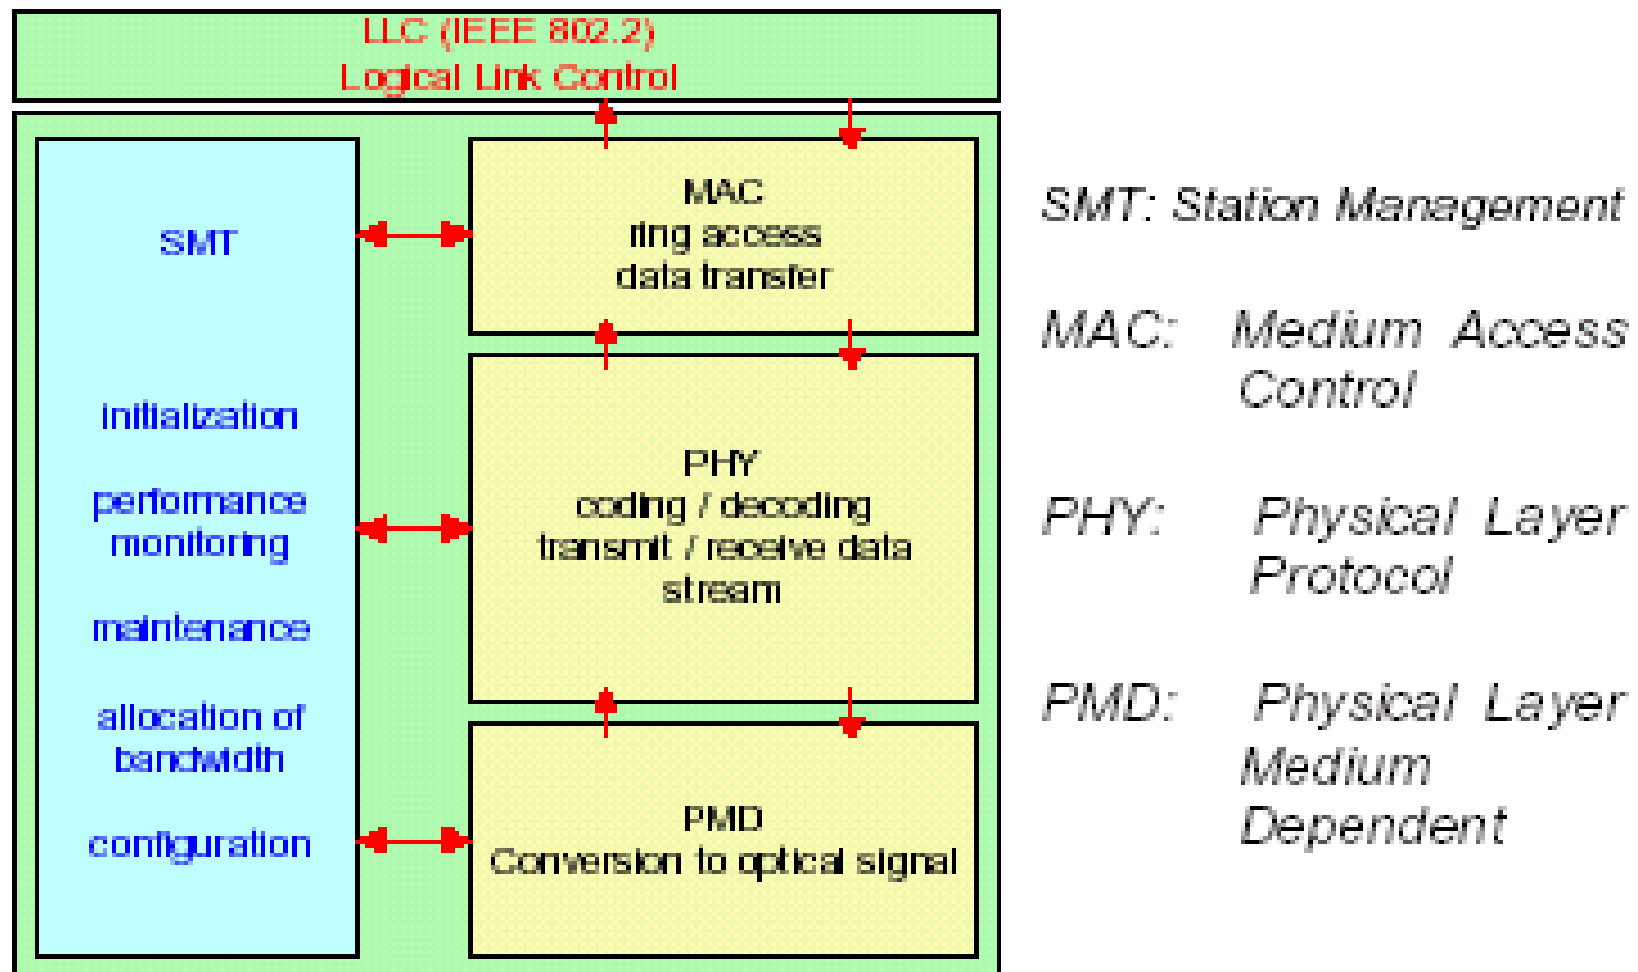 LLC (IEEE 802.2)
Logical Link Control
SMT
initialization
performance
monitoring
maintenance
allocation of
bandwidth
configuration
MAC
ring access
data transfer
PHY
coding / decoding
transmit / receive data
stream
PMD
Conversion to optical signal
SMT: Station Management
MAC: Medium Access
Control
PHY: Physical Layer
Protocol
PMD: Physical Layer
Medium
Dependent